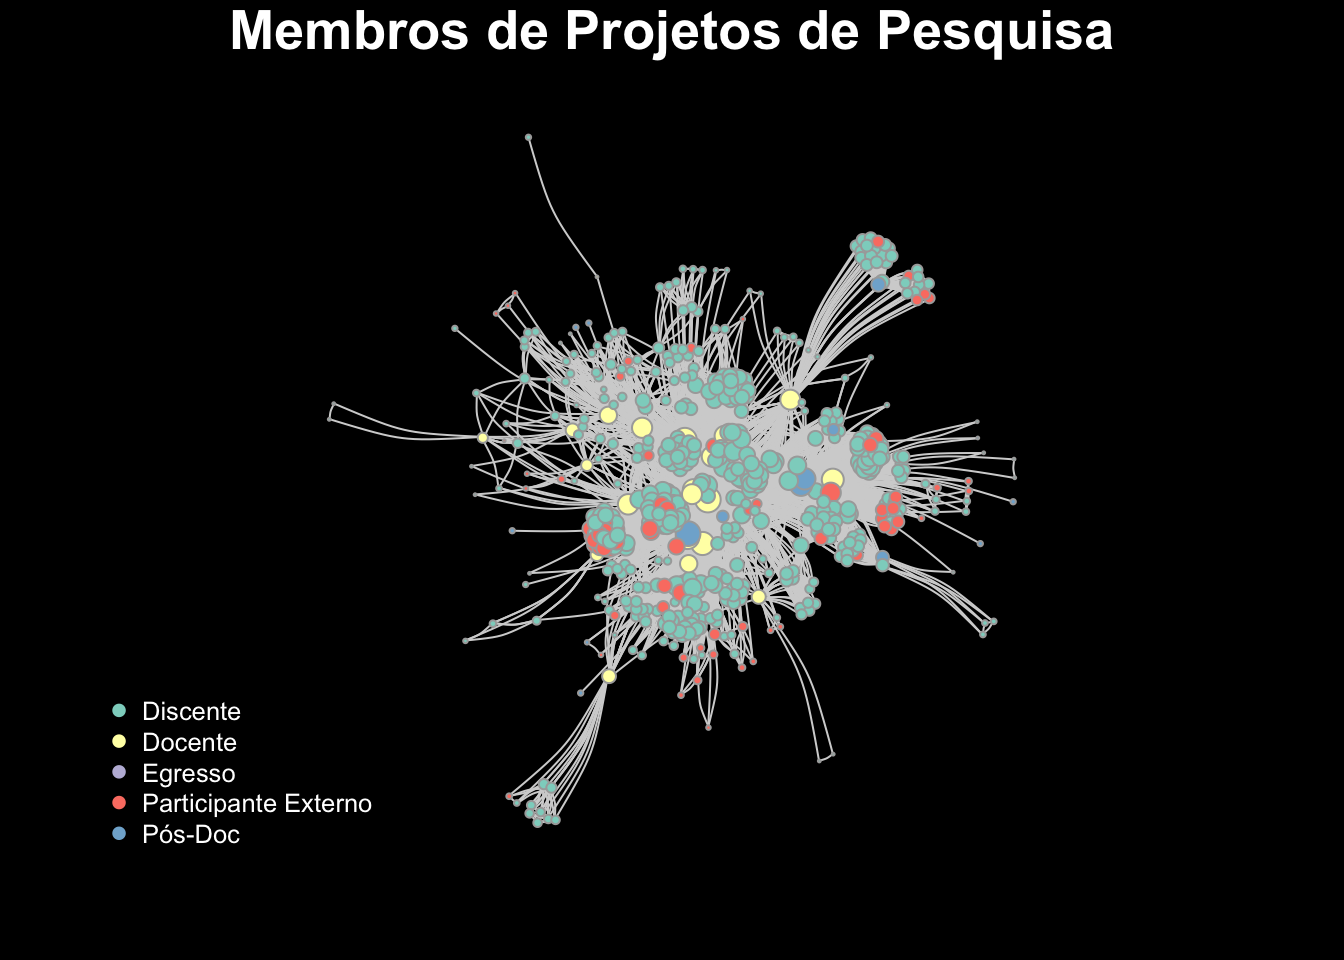 Membros de Projetos de Pesquisa
Discente
Docente
Egresso
Participante Externo
Pós-Doc